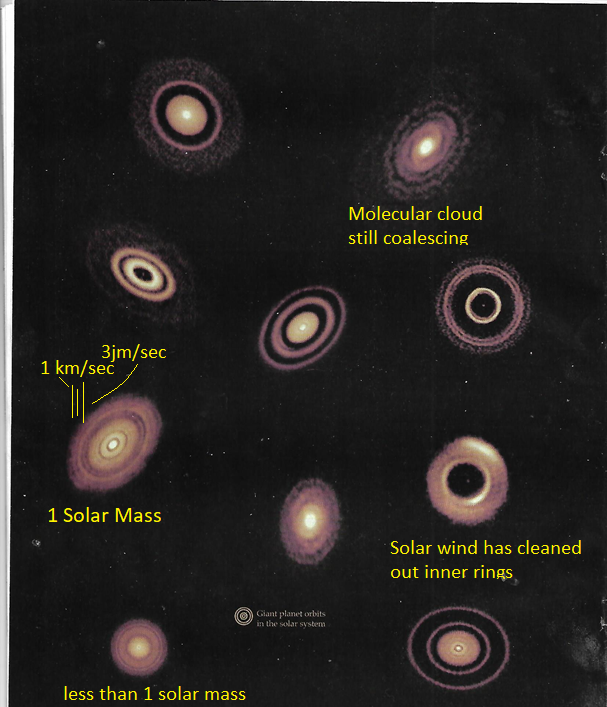 Molecular cloud
still coalescing
3jm/sec
1 km/sec
1 Solar Mass
Solar wind has cleaned
out inner rings
Giant planet orbits
in the solar system
less than 1 solar mass